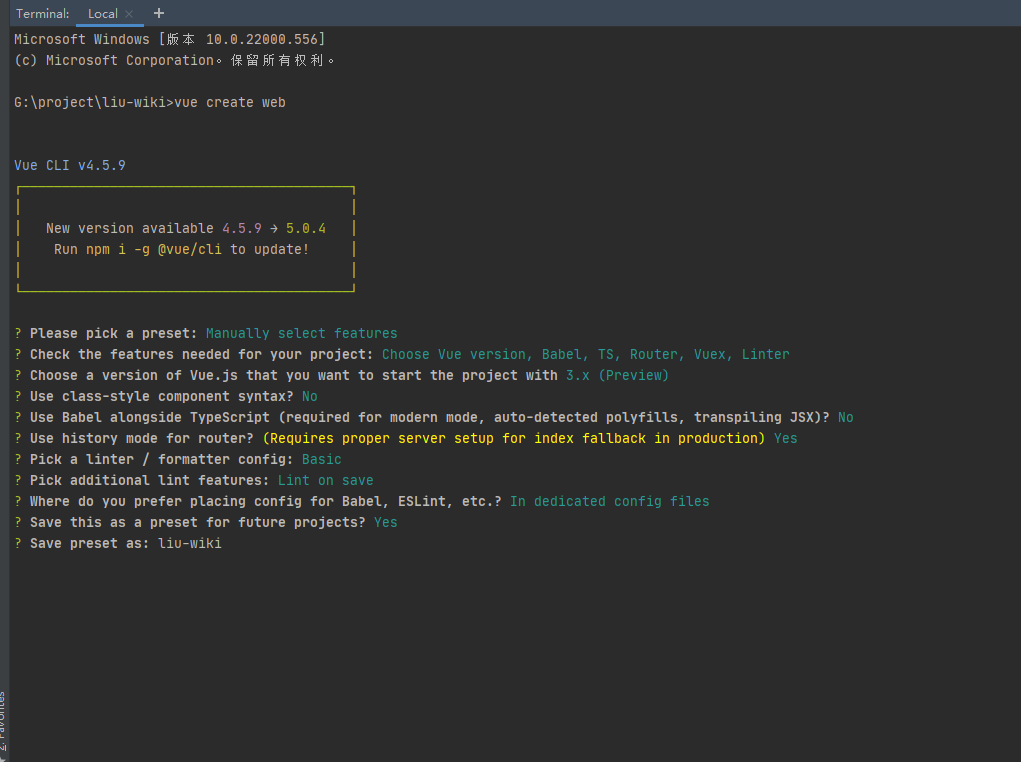 Terminal: Local × +
Microsoft Windows [版本 10.0.22000.556]
(c) Microsoft Corporation。保留所有权利。
G:\project\liu-wiki>vue create web
Vue CLI v4.5.9
New version available 4.5.9 → 5.0.4
Run npm i -g @vue/cli to update!
? Please pick a preset: Manually select features
? Check the features needed for your project: Choose Vue version, Babel, TS, Router, Vuex, Linter
? Choose a version of Vue.js that you want to start the project with 3.x (Preview)
? Use class-style component syntax? No
? Use Babel alongside TypeScript (required for modern mode, auto-detected polyfills, transpiling JSX)? No
? Use history mode for router? (Requires proper server setup for index fallback in production) Yes
? Pick a linter / formatter config: Basic
? Pick additional lint features: Lint on save
? Where do you prefer placing config for Babel, ESLint, etc.? In dedicated config files
? Save this as a preset for future projects? Yes
? Save preset as: liu-wiki
2: Favorites